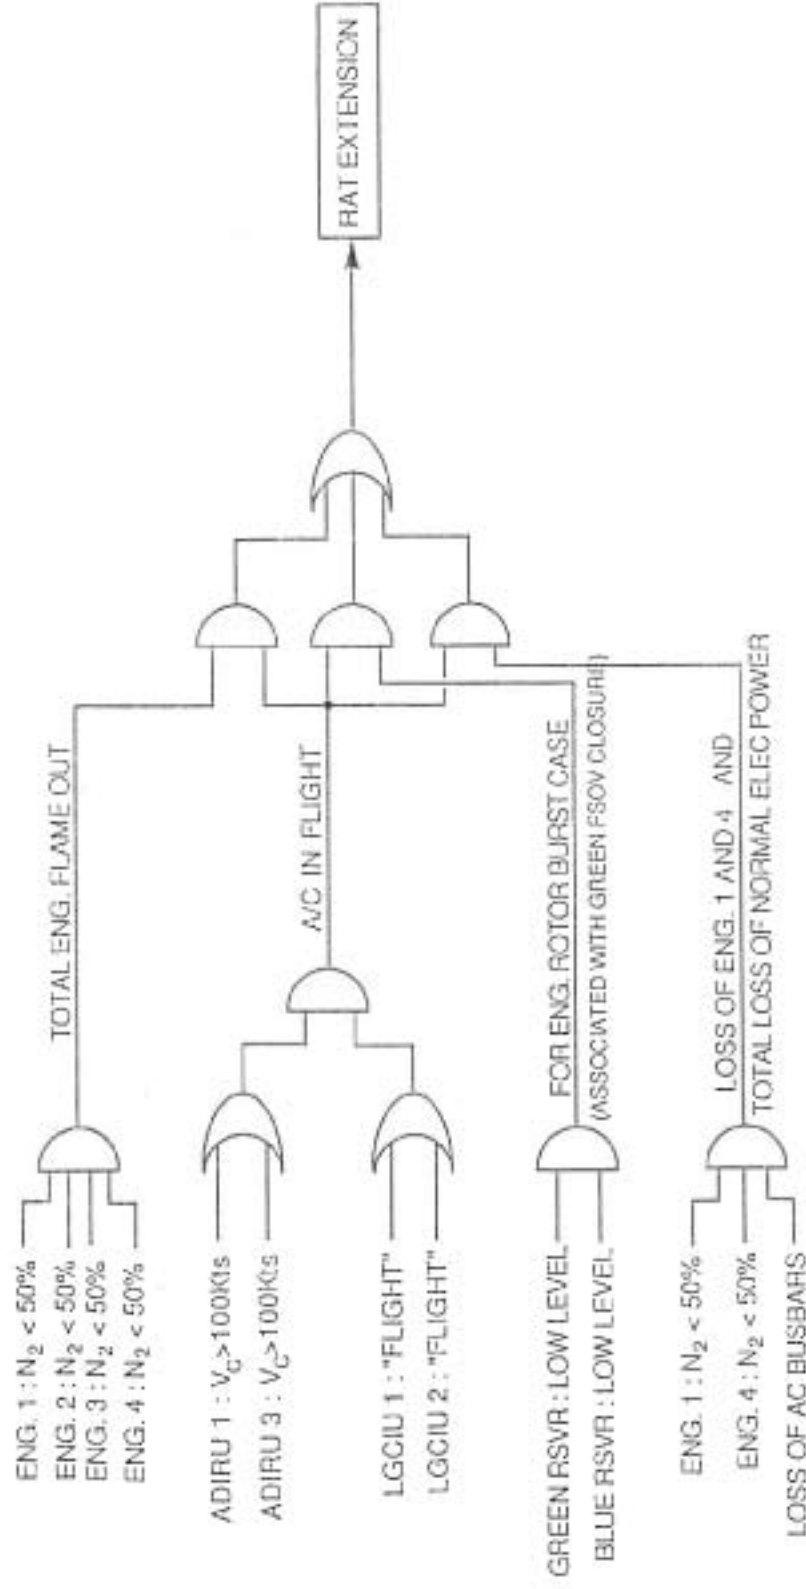 ENG. 1 : N₂ < 50%
ENG. 2 : N₂ < 50%
ENG. 3 : N₂ < 50%
ENG. 4 : N₂ < 50%
TOTAL ENG. FLAME OUT
ADIRU 1 : V_C>100Kts
ADIRU 3 : V_C>100Kts
LGCIU 1 : "FLIGHT"
LGCIU 2 : "FLIGHT"
A/C IN FLIGHT
RAT EXTENSION
GREEN RSVR : LOW LEVEL
BLUE RSVR : LOW LEVEL
FOR ENG. ROTOR BURST CASE
(ASSOCIATED WITH GREEN FSOV CLOSURE)
ENG. 1 : N₂ < 50%
ENG. 4 : N₂ < 50%
LOSS OF AC BUSBARS
LOSS OF ENG. 1 AND 4 AND
TOTAL LOSS OF NORMAL ELEC POWER